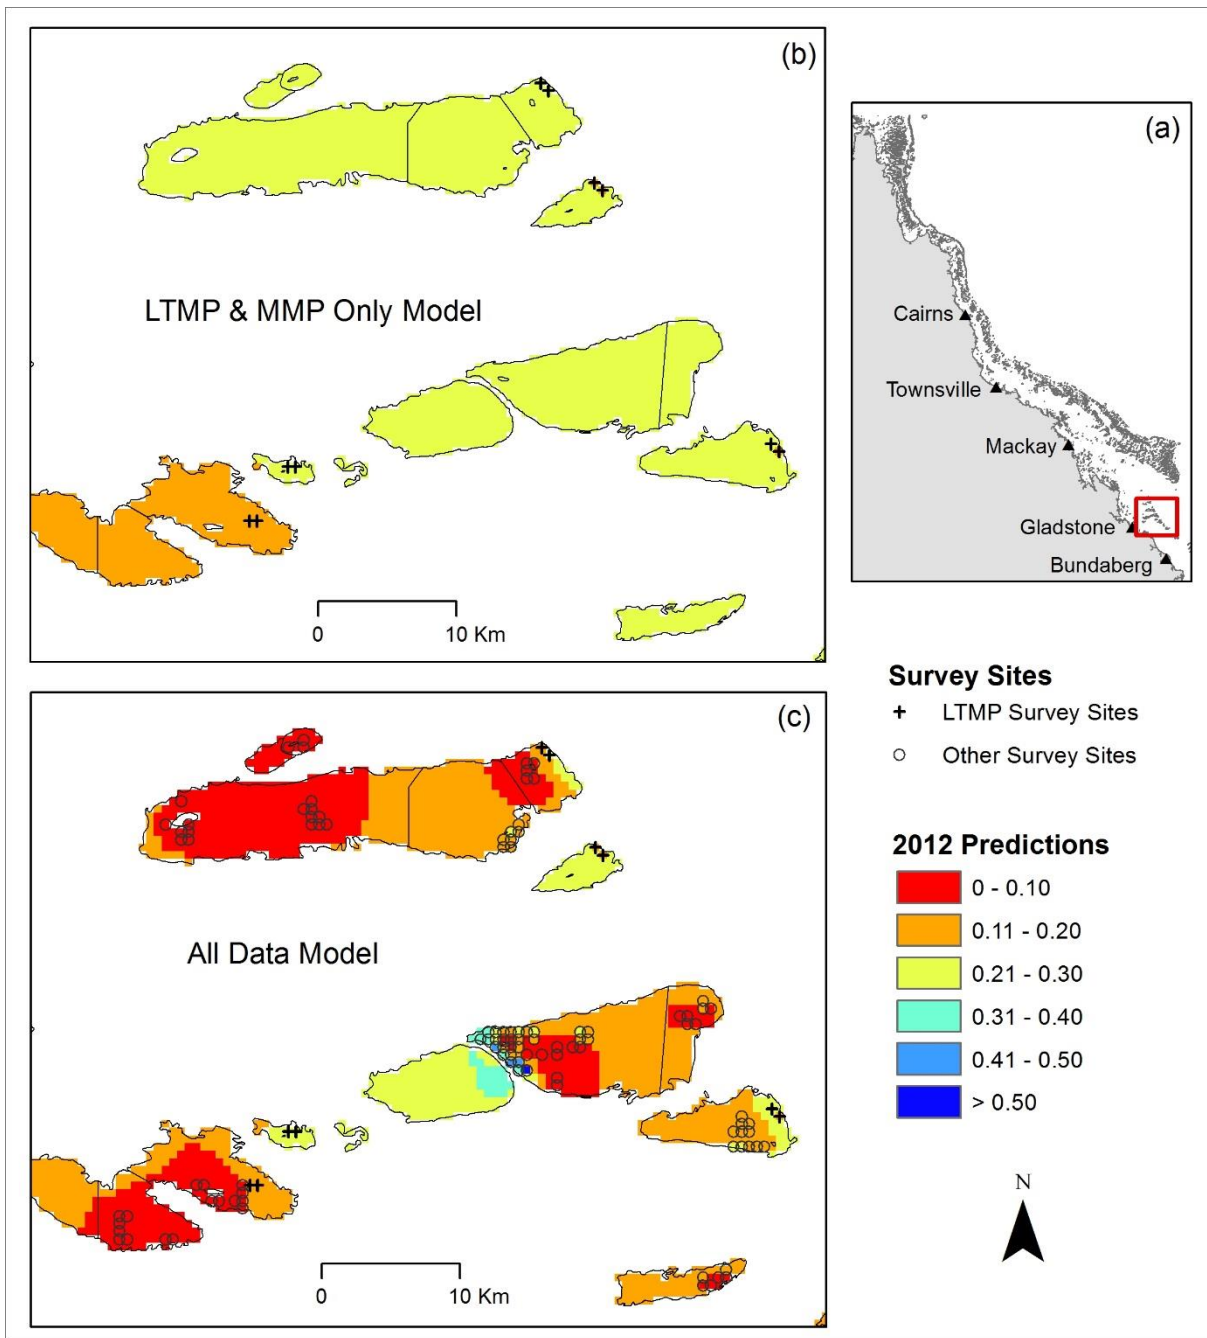 (b)
LTMP & MMP Only Model
0
10 Km
(a)
Cairns
Townsville
Mackay
Gladstone
Bundaberg
(c)
All Data Model
0
10 Km
Survey Sites
LTMP Survey Sites
Other Survey Sites
2012 Predictions
0 - 0.10
0.11 - 0.20
0.21 - 0.30
0.31 - 0.40
0.41 - 0.50
> 0.50
N